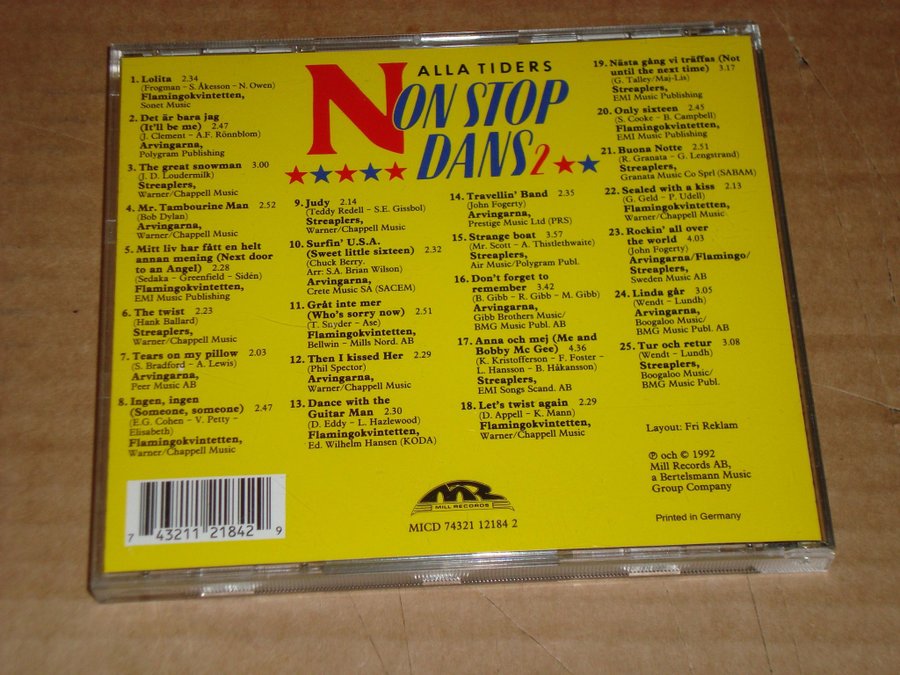 ALLA TIDERS
NON STOP
DANS 2
1. Lolita 2.34
(Frogman - S. Åkesson - N. Owen)
Flamingokvintetten,
Sonet Music
2. Det är bara jag
(It'll be me) 2.47
(J. Clement - A.F. Rönnblom)
Arvingarna,
Polygram Publishing
3. The great snowman 3.00
(J. D. Loudermilk)
Streaplers,
Warner/Chappell Music
4. Mr. Tambourine Man 2.52
(Bob Dylan)
Arvingarna,
Warner/Chappell Music
5. Mitt liv har fått en helt
annan mening (Next door
to an Angel) 2.28
(Sedaka - Greenfield - Sidén)
Flamingokvintetten,
EMI Music Publishing
6. The twist 2.23
(Hank Ballard)
Streaplers,
Warner/Chappell Music
7. Tears on my pillow 2.03
(S. Bradford - A. Lewis)
Arvingarna,
Peer Music AB
8. Ingen, ingen
(Someone, someone) 2.47
(E.G. Cohen - V. Petty -
Elisabeth)
Flamingokvintetten,
Warner/Chappell Music
9. Judy 2.14
(Teddy Redell - S.E. Gissbol)
Streaplers,
Warner/Chappell Music
10. Surfin' U.S.A.
(Sweet little sixteen) 2.32
(Chuck Berry.
Arr: S.A. Brian Wilson)
Arvingarna,
Crete Music SA (SACEM)
11. Gråt inte mer
(Who's sorry now) 2.51
(T. Snyder - Ase)
Flamingokvintetten,
Bellwin - Mills Nord. AB
12. Then I kissed Her 2.29
(Phil Spector)
Arvingarna,
Warner/Chappell Music
13. Dance with the
Guitar Man 2.30
(D. Eddy - L. Hazlewood)
Flamingokvintetten,
Ed. Wilhelm Hansen (KODA)
14. Travellin' Band 2.35
(John Fogerty)
Arvingarna,
Prestige Music Ltd (PRS)
15. Strange boat 3.57
(Mr. Scott - A. Thistlethwaite)
Streaplers,
Air Music/Polygram Publ.
16. Don't forget to
remember 3.42
(B. Gibb - R. Gibb - M. Gibb)
Arvingarna,
Gibb Brothers Music/
BMG Music Publ. AB
17. Anna och mej (Me and
Bobby Mc Gee) 4.36
(K. Kristofferson - F. Foster -
L. Hansson - B. Håkansson)
Streaplers,
EMI Songs Scand. AB
18. Let's twist again 2.29
(D. Appell - K. Mann)
Flamingokvintetten,
Warner/Chappell Music
19. Nästa gång vi träffas (Not
until the next time) 3.17
(G. Talley/Maj-Lis)
Streaplers,
EMI Music Publishing
20. Only sixteen 2.45
(S. Cooke - B. Campbell)
Flamingokvintetten,
EMI Music Publishing
21. Buona Notte 2.51
(R. Granata - G. Lengstrand)
Streaplers,
Granata Music Co Sprl (SABAM)
22. Sealed with a kiss 2.13
(G. Geld - P. Udell)
Flamingokvintetten,
Warner/Chappell Music
23. Rockin' all over
the world 4.03
(John Fogerty)
Arvingarna/Flamingo/
Streaplers,
Sweden Music AB
24. Linda går 3.05
(Wendt - Lundh)
Arvingarna,
Boogaloo Music/
BMG Music Publ. AB
25. Tur och retur 3.08
(Wendt - Lundh)
Streaplers,
Boogaloo Music/
BMG Music Publ.
Layout: Fri Reklam
℗ och © 1992
Mill Records AB,
a Bertelsmann Music
Group Company
Printed in Germany
MR
MILL RECORDS
MICD 74321 12184 2
7 43211 21842 9